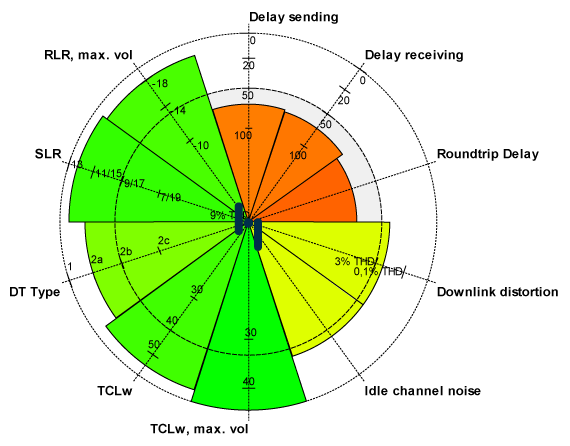 Delay sending
0
RLR, max. vol
Delay receiving
20
0
-18
20
50
-14
50
100
-10
100
SLR
Roundtrip Delay
11/15
9/17
7/19
9% THD
2c
2b
2a
1
3% THD/
0,1% THD/
DT Type
Downlink distortion
30
40
30
50
40
TCLw
Idle channel noise
TCLw, max. vol